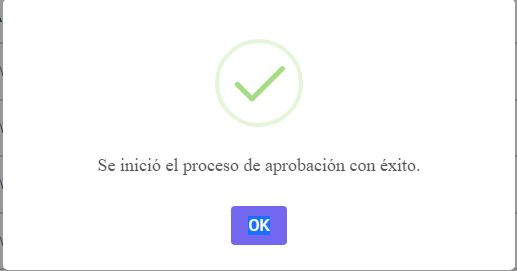 Se inició el proceso de aprobación con éxito.
OK